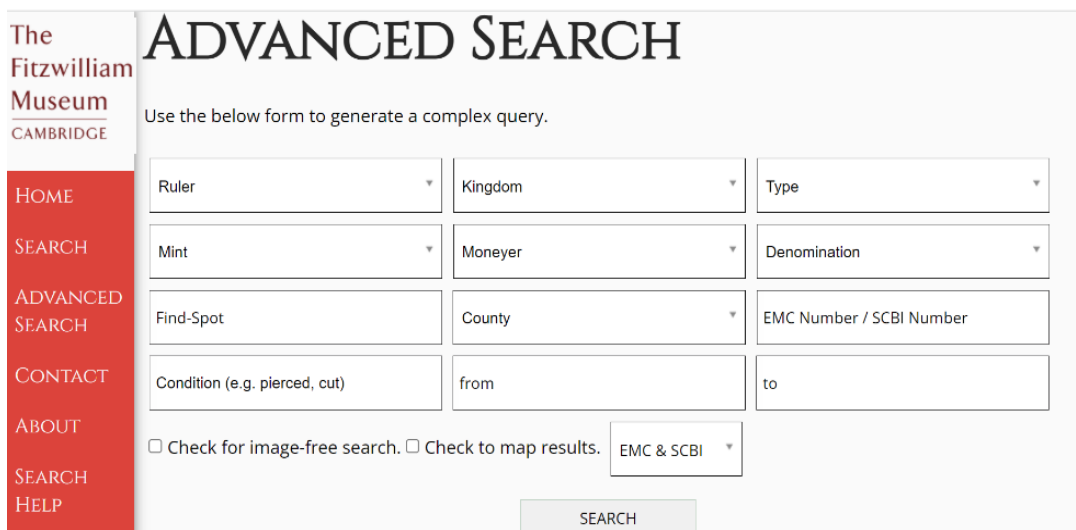 The
Fitzwilliam
Museum
CAMBRIDGE
HOME
SEARCH
ADVANCED
SEARCH
CONTACT
ABOUT
SEARCH
HELP
ADVANCED SEARCH
Use the below form to generate a complex query.
Ruler Kingdom Type
Mint Moneyer Denomination
Find-Spot County EMC Number / SCBI Number
Condition (e.g. pierced, cut) from to
Check for image-free search. Check to map results. EMC & SCBI
SEARCH